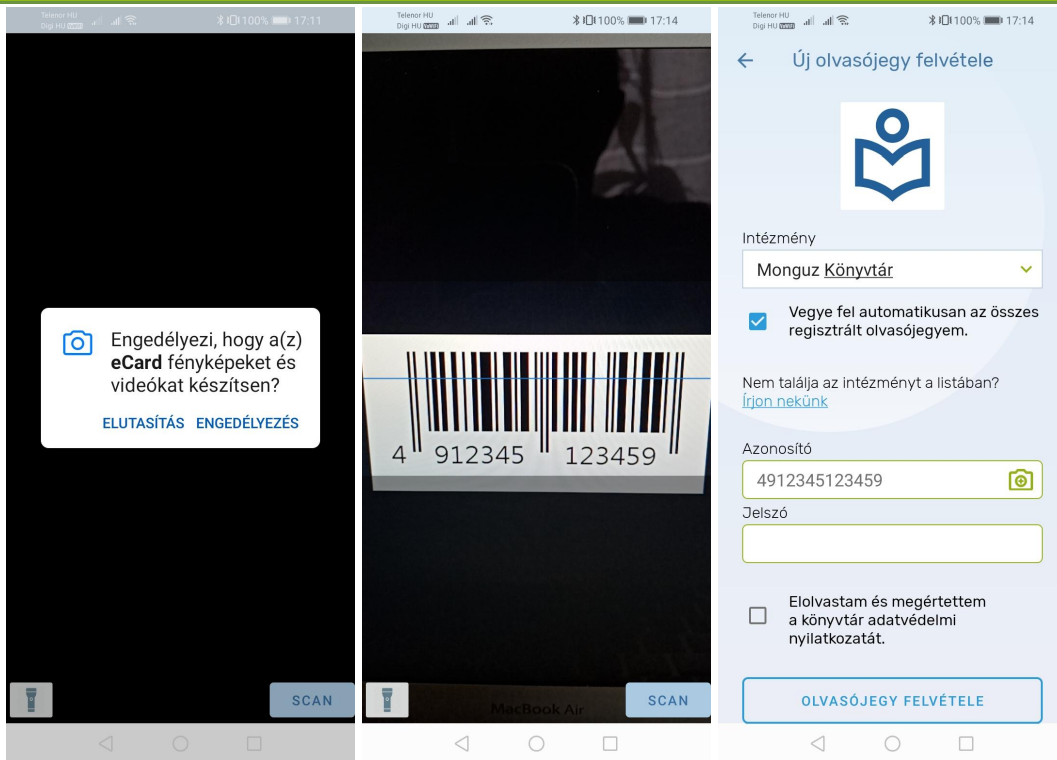 Telenor HU
Digi HU VoWiFi
100% 17:11
Engedélyezi, hogy a(z)
eCard fényképeket és
videókat készítsen?
ELUTASÍTÁS ENGEDÉLYEZÉS
SCAN
Telenor HU
Digi HU VoWiFi
100% 17:14
4 912345 123459
MacBook Air
SCAN
Telenor HU
Digi HU VoWiFi
100% 17:14
Új olvasójegy felvétele
Intézmény
Monguz Könyvtár
Vegye fel automatikusan az összes
regisztrált olvasójegyem.
Nem találja az intézményt a listában?
Írjon nekünk
Azonosító
4912345123459
Jelszó
Elolvastam és megértettem
a könyvtár adatvédelmi
nyilatkozatát.
OLVASÓJEGY FELVÉTELE